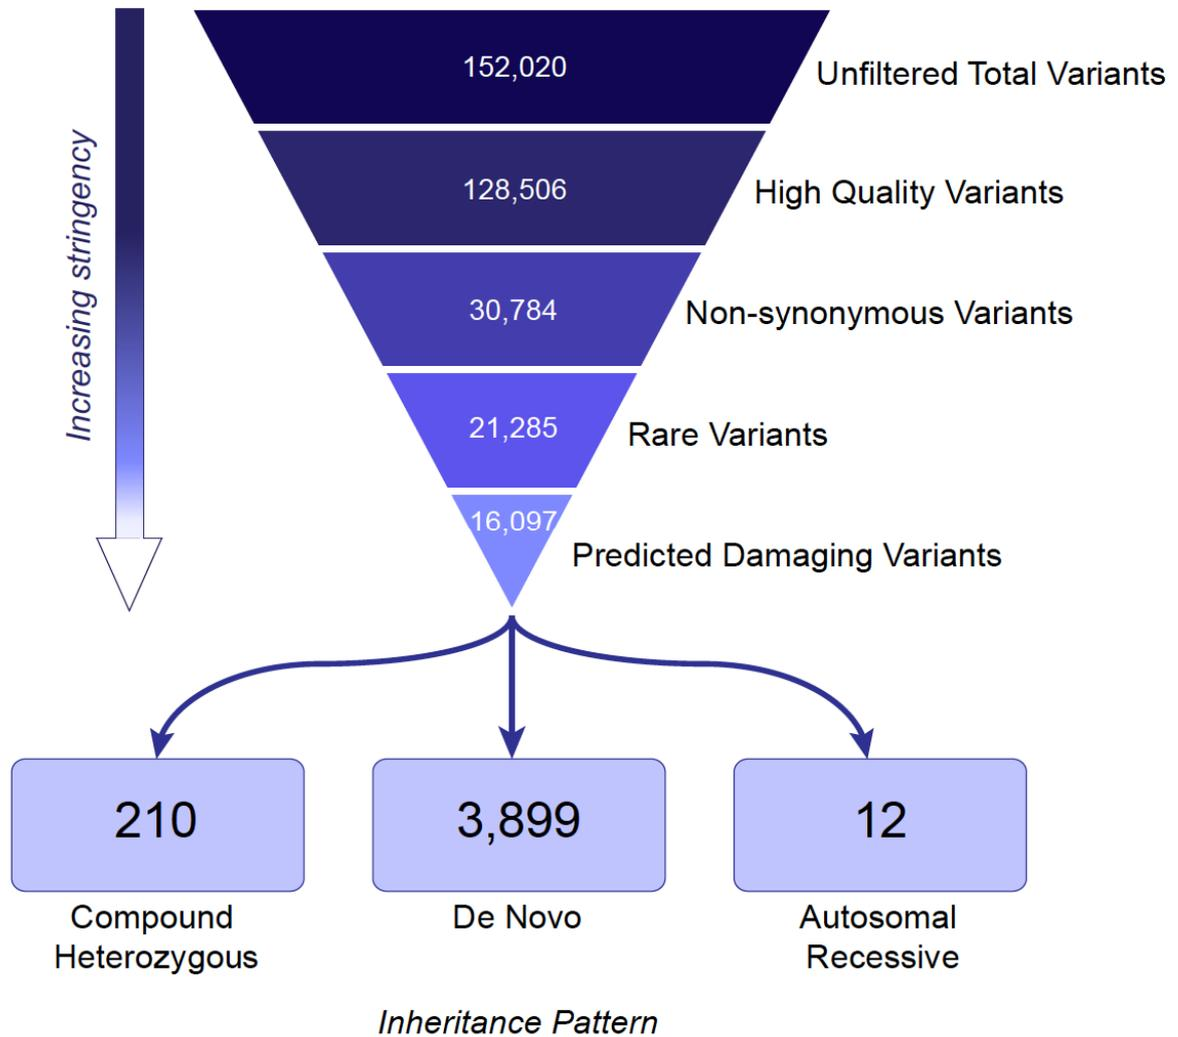 152,020
Unfiltered Total Variants
Increasing stringency
128,506
High Quality Variants
30,784
Non-synonymous Variants
21,285
Rare Variants
16,097
Predicted Damaging Variants
210
3,899
12
Compound
Heterozygous
De Novo
Autosomal
Recessive
Inheritance Pattern